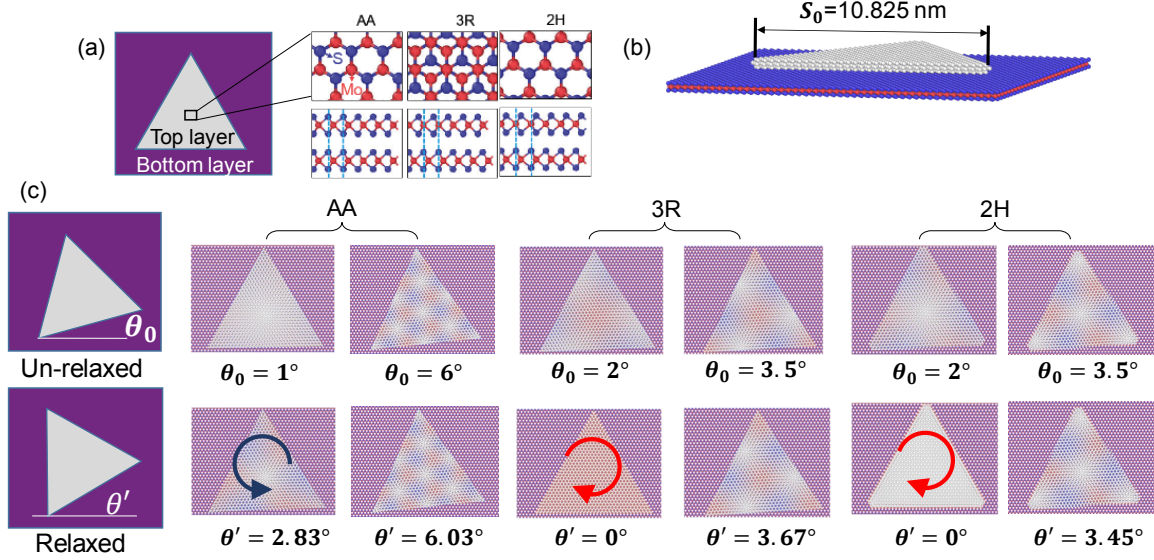 (a)
AA
3R
2H
S
Mo
Top layer
Bottom layer
(b)
S₀=10.825 nm
(c)
AA
3R
2H
θ₀
Un-relaxed
θ₀ = 1°
θ₀ = 6°
θ₀ = 2°
θ₀ = 3.5°
θ₀ = 2°
θ₀ = 3.5°
θ′
Relaxed
θ′ = 2.83°
θ′ = 6.03°
θ′ = 0°
θ′ = 3.67°
θ′ = 0°
θ′ = 3.45°